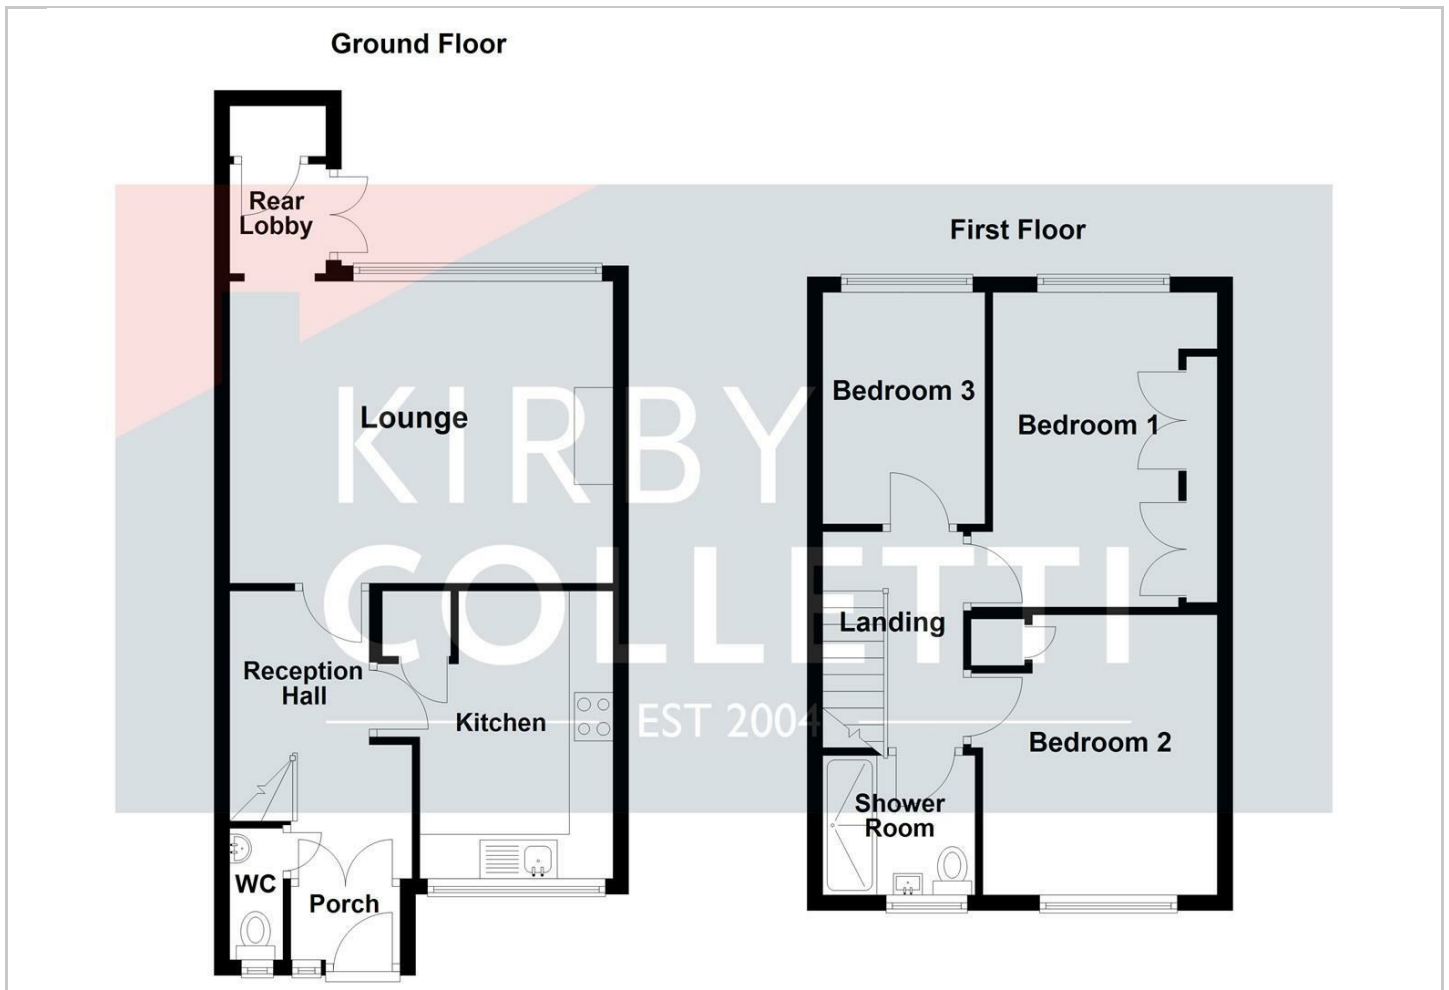 Ground Floor
Rear
Lobby
Lounge
Reception
Hall
Kitchen
WC
Porch
First Floor
Bedroom 3
Bedroom 1
Landing
Bedroom 2
Shower
Room
KIRBY
COLLETTI
EST 2004